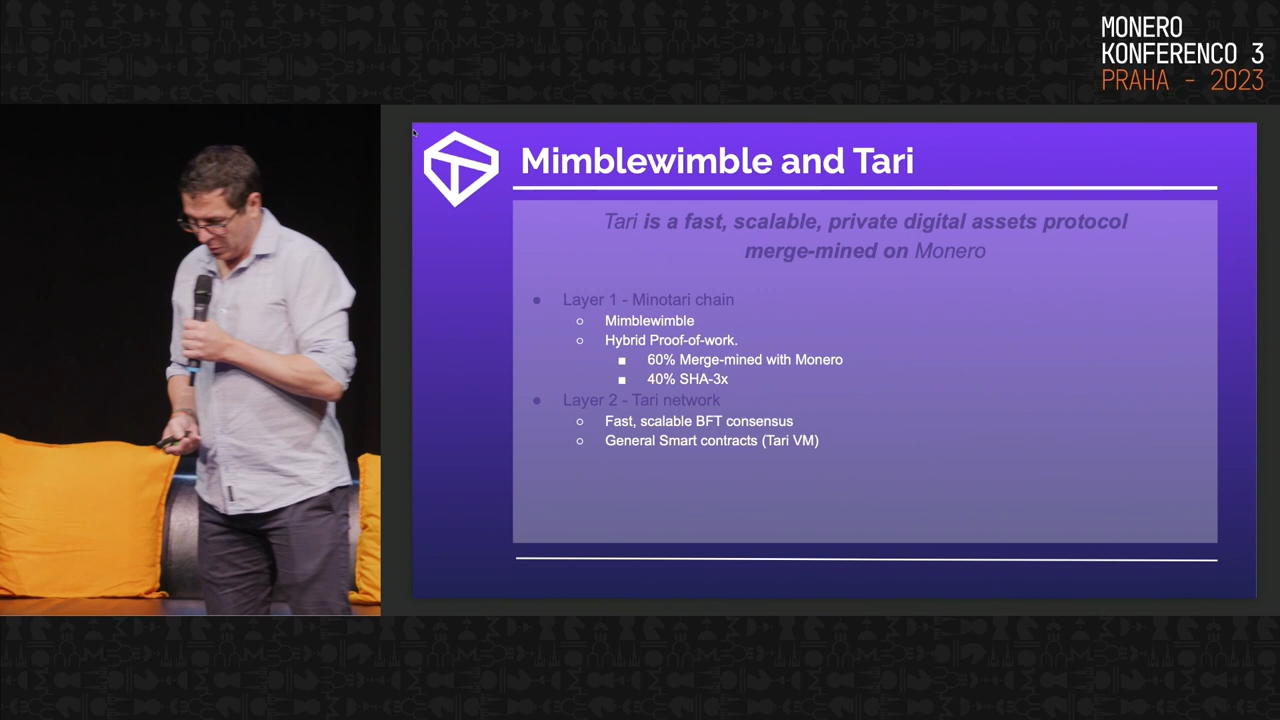 MONERO
KONFERENCO 3
PRAHA - 2023
Mimblewimble and Tari
Tari is a fast, scalable, private digital assets protocol
merge-mined on Monero
● Layer 1 - Minotari chain
○ Mimblewimble
○ Hybrid Proof-of-work.
■ 60% Merge-mined with Monero
■ 40% SHA-3x
● Layer 2 - Tari network
○ Fast, scalable BFT consensus
○ General Smart contracts (Tari VM)